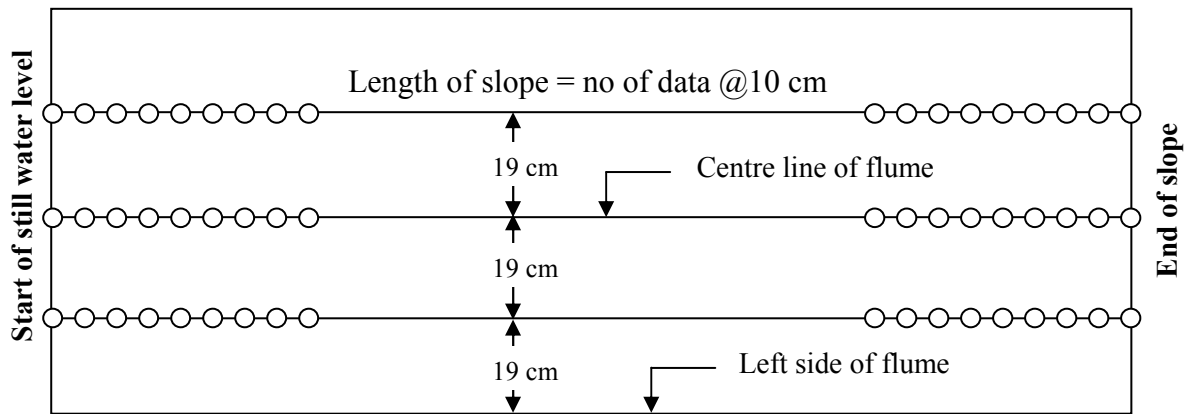 Start of still water level
Length of slope = no of data @10 cm
19 cm
Centre line of flume
19 cm
19 cm
Left side of flume
End of slope